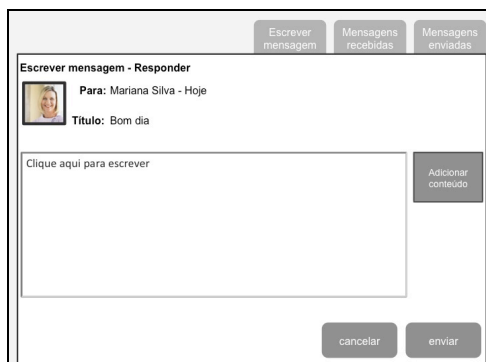 Escrever
mensagem
Mensagens
recebidas
Mensagens
enviadas
Escrever mensagem - Responder
Para: Mariana Silva - Hoje
Título: Bom dia
Clique aqui para escrever
Adicionar
conteúdo
cancelar
enviar